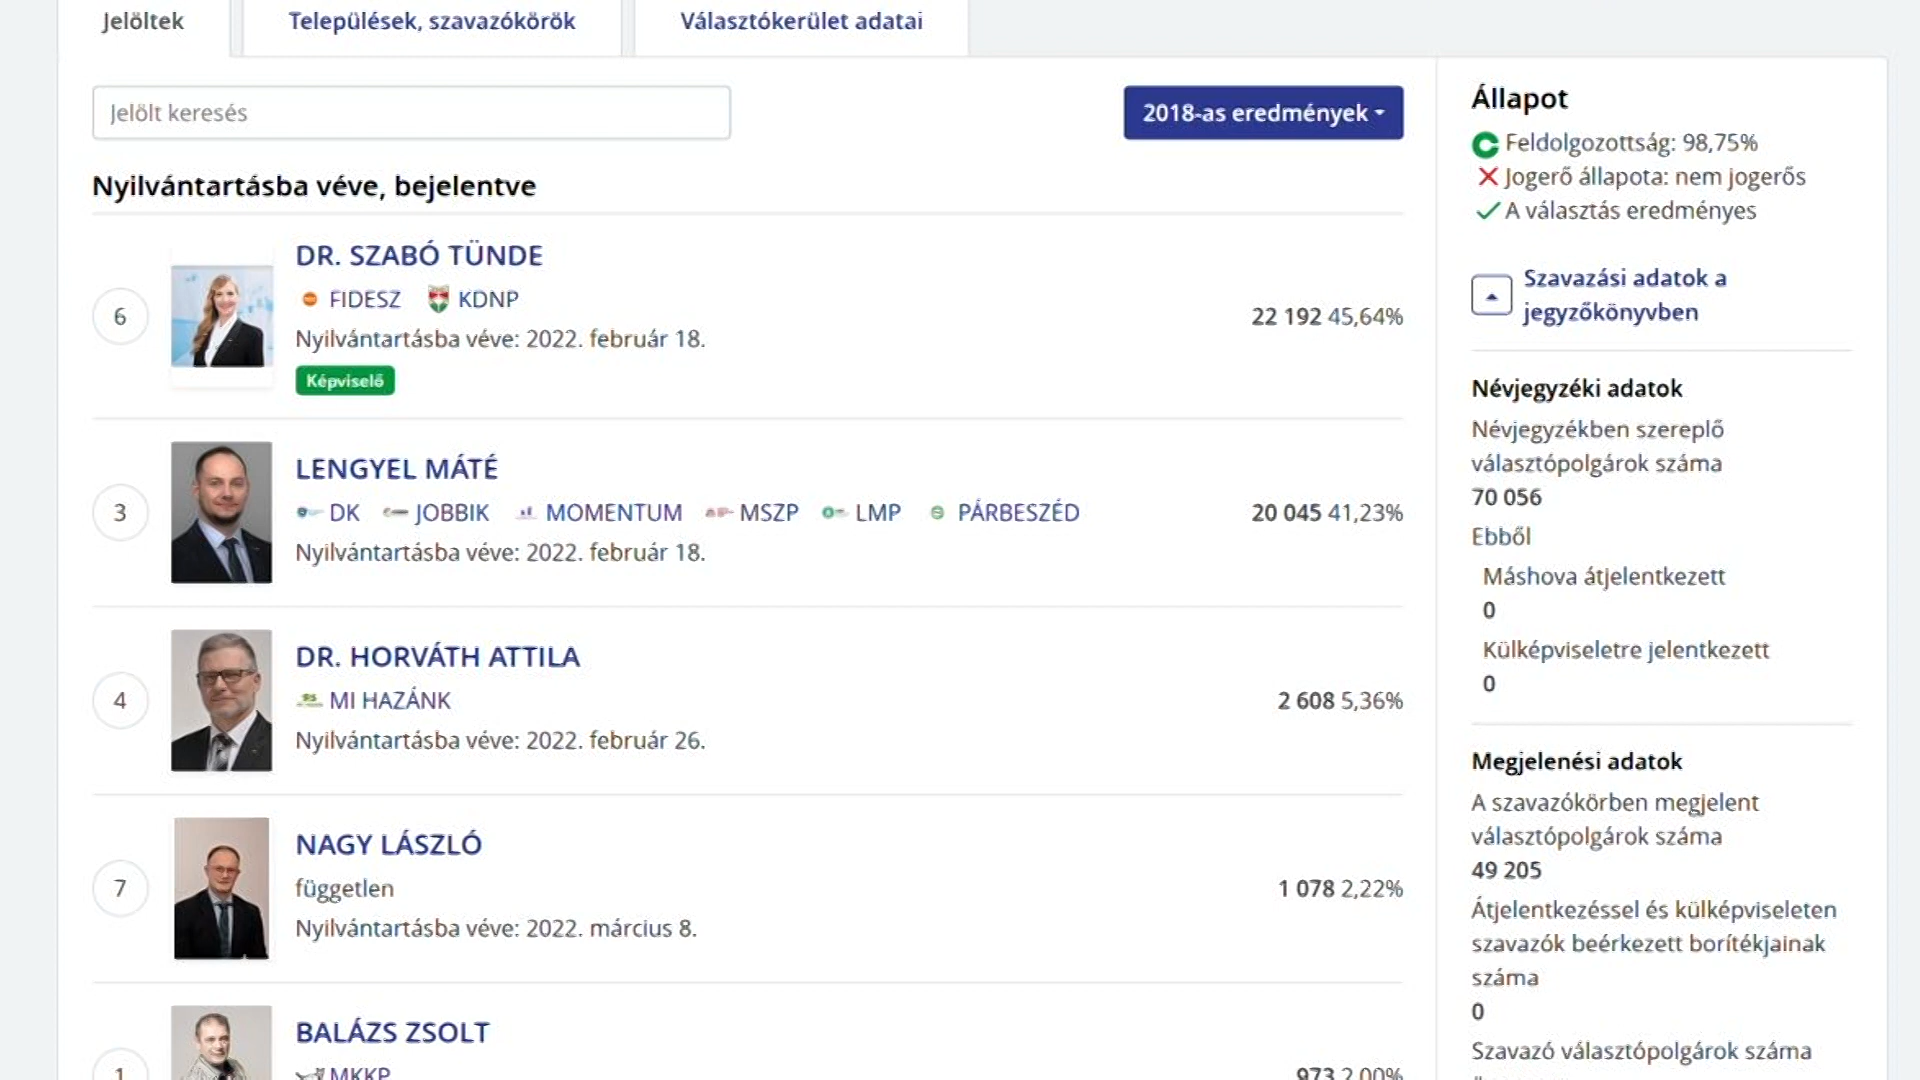 Jelöltek
Települések, szavazókörök
Választókerület adatai
Jelölt keresés
2018-as eredmények
Nyilvántartásba véve, bejelentve
6
DR. SZABÓ TÜNDE
FIDESZ KDNP
Nyilvántartásba véve: 2022. február 18.
Képviselő
22 192 45,64%
3
LENGYEL MÁTÉ
DK JOBBIK MOMENTUM MSZP LMP PÁRBESZÉD
Nyilvántartásba véve: 2022. február 18.
20 045 41,23%
4
DR. HORVÁTH ATTILA
MI HAZÁNK
Nyilvántartásba véve: 2022. február 26.
2 608 5,36%
7
NAGY LÁSZLÓ
független
Nyilvántartásba véve: 2022. március 8.
1 078 2,22%
1
BALÁZS ZSOLT
MKKP
973 2,00%
Állapot
Feldolgozottság: 98,75%
Jogerő állapota: nem jogerős
A választás eredményes
Szavazási adatok a
jegyzőkönyvben
Névjegyzéki adatok
Névjegyzékben szereplő
választópolgárok száma
70 056
Ebből
Máshova átjelentkezett
0
Külképviseletre jelentkezett
0
Megjelenési adatok
A szavazókörben megjelent
választópolgárok száma
49 205
Átjelentkezéssel és külképviseleten
szavazók beérkezett borítékjainak
száma
0
Szavazó választópolgárok száma